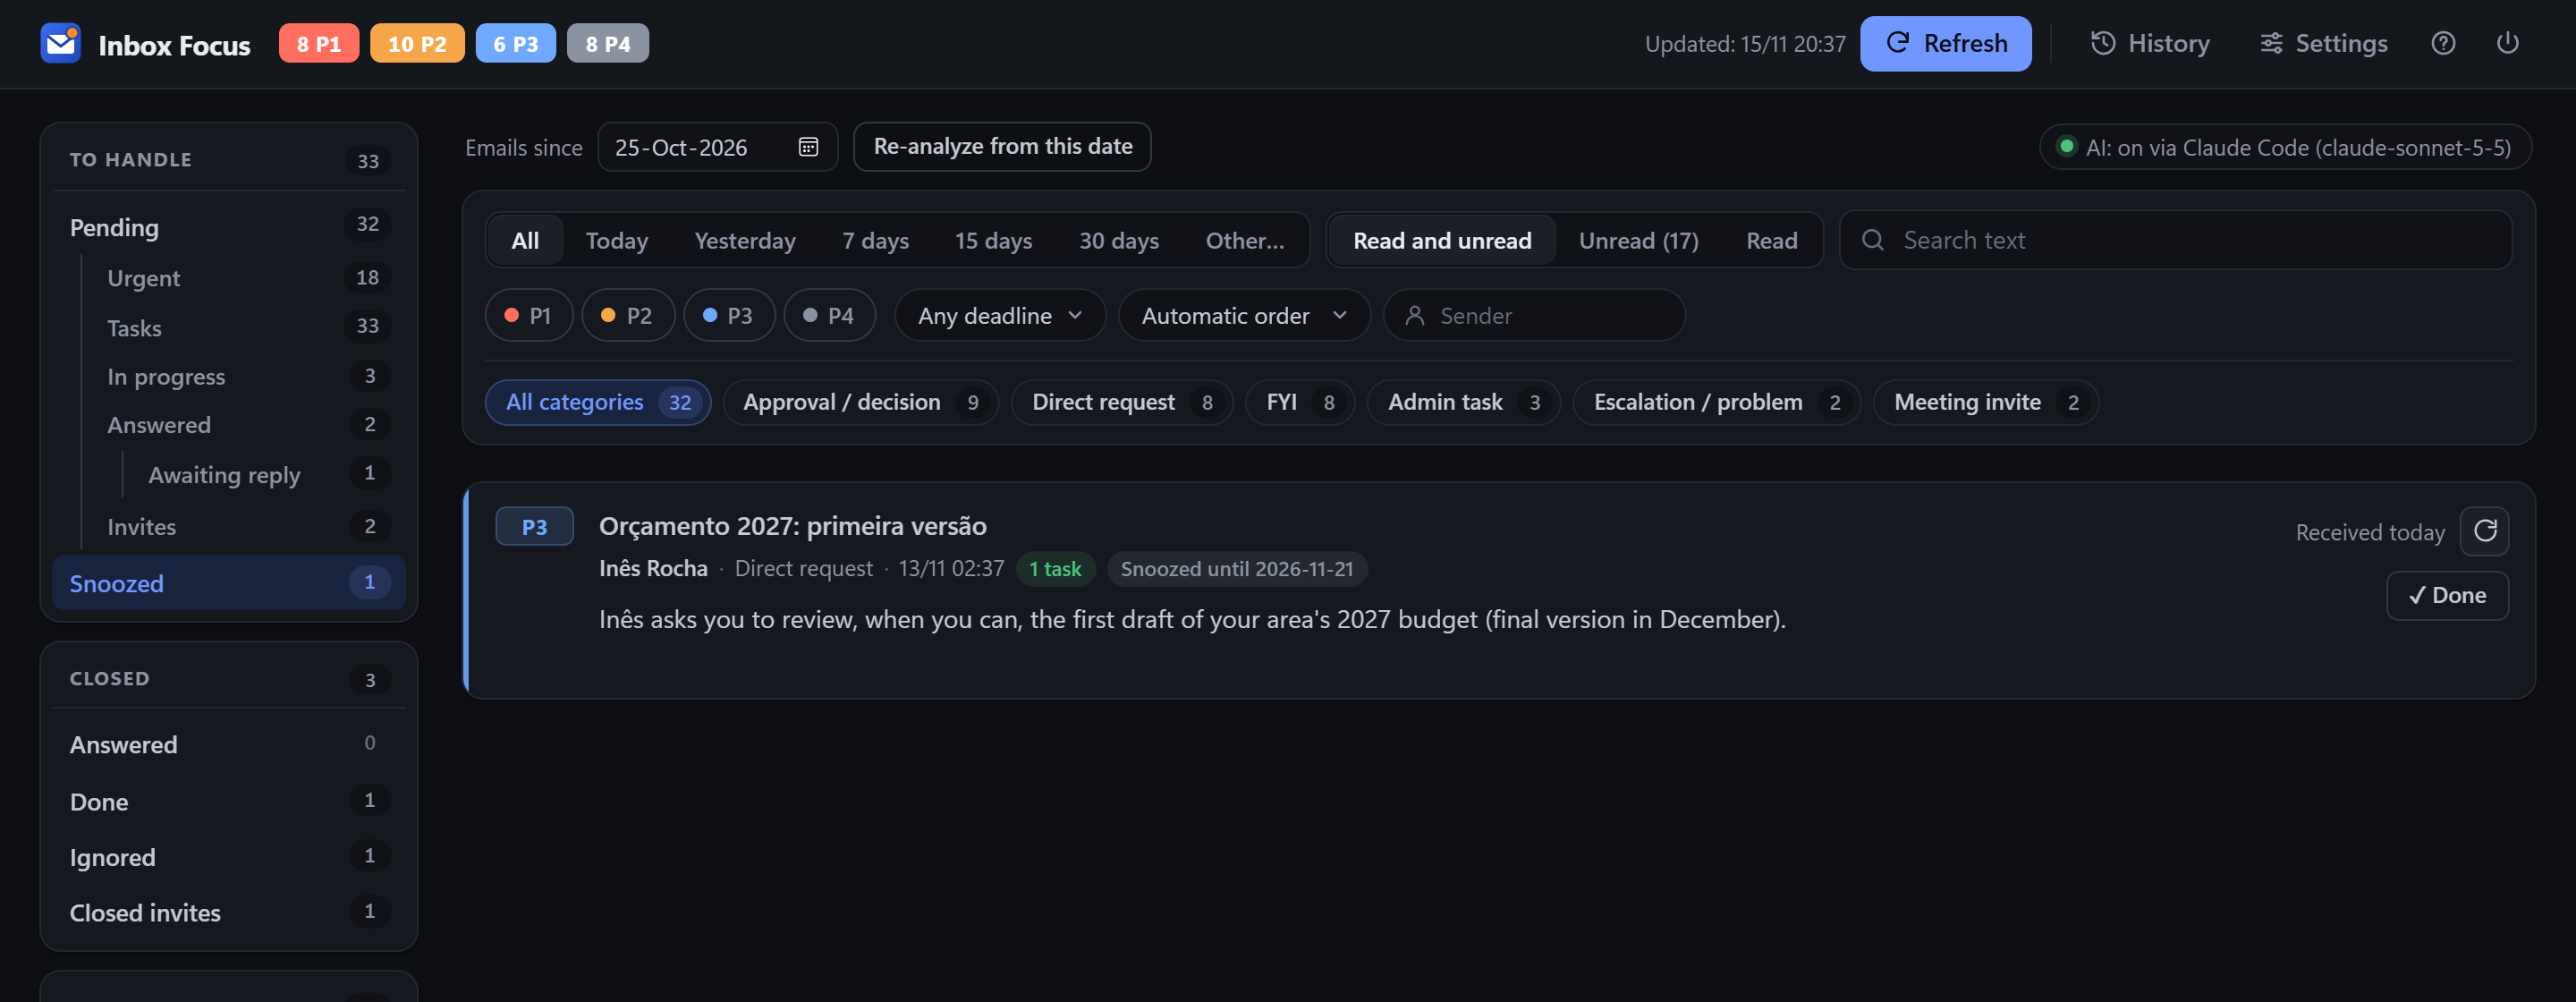 Inbox Focus 8 P1 10 P2 6 P3 8 P4 Updated: 15/11 20:37 Refresh History Settings
TO HANDLE 33
Pending 32
Urgent 18
Tasks 33
In progress 3
Answered 2
Awaiting reply 1
Invites 2
Snoozed 1
CLOSED 3
Answered 0
Done 1
Ignored 1
Closed invites 1
Emails since 25-Oct-2026 Re-analyze from this date AI: on via Claude Code (claude-sonnet-5-5)
All Today Yesterday 7 days 15 days 30 days Other... Read and unread Unread (17) Read Search text
P1 P2 P3 P4 Any deadline Automatic order Sender
All categories 32 Approval / decision 9 Direct request 8 FYI 8 Admin task 3 Escalation / problem 2 Meeting invite 2
P3 Orçamento 2027: primeira versão Received today
Inês Rocha · Direct request · 13/11 02:37 1 task Snoozed until 2026-11-21
✓ Done
Inês asks you to review, when you can, the first draft of your area's 2027 budget (final version in December).